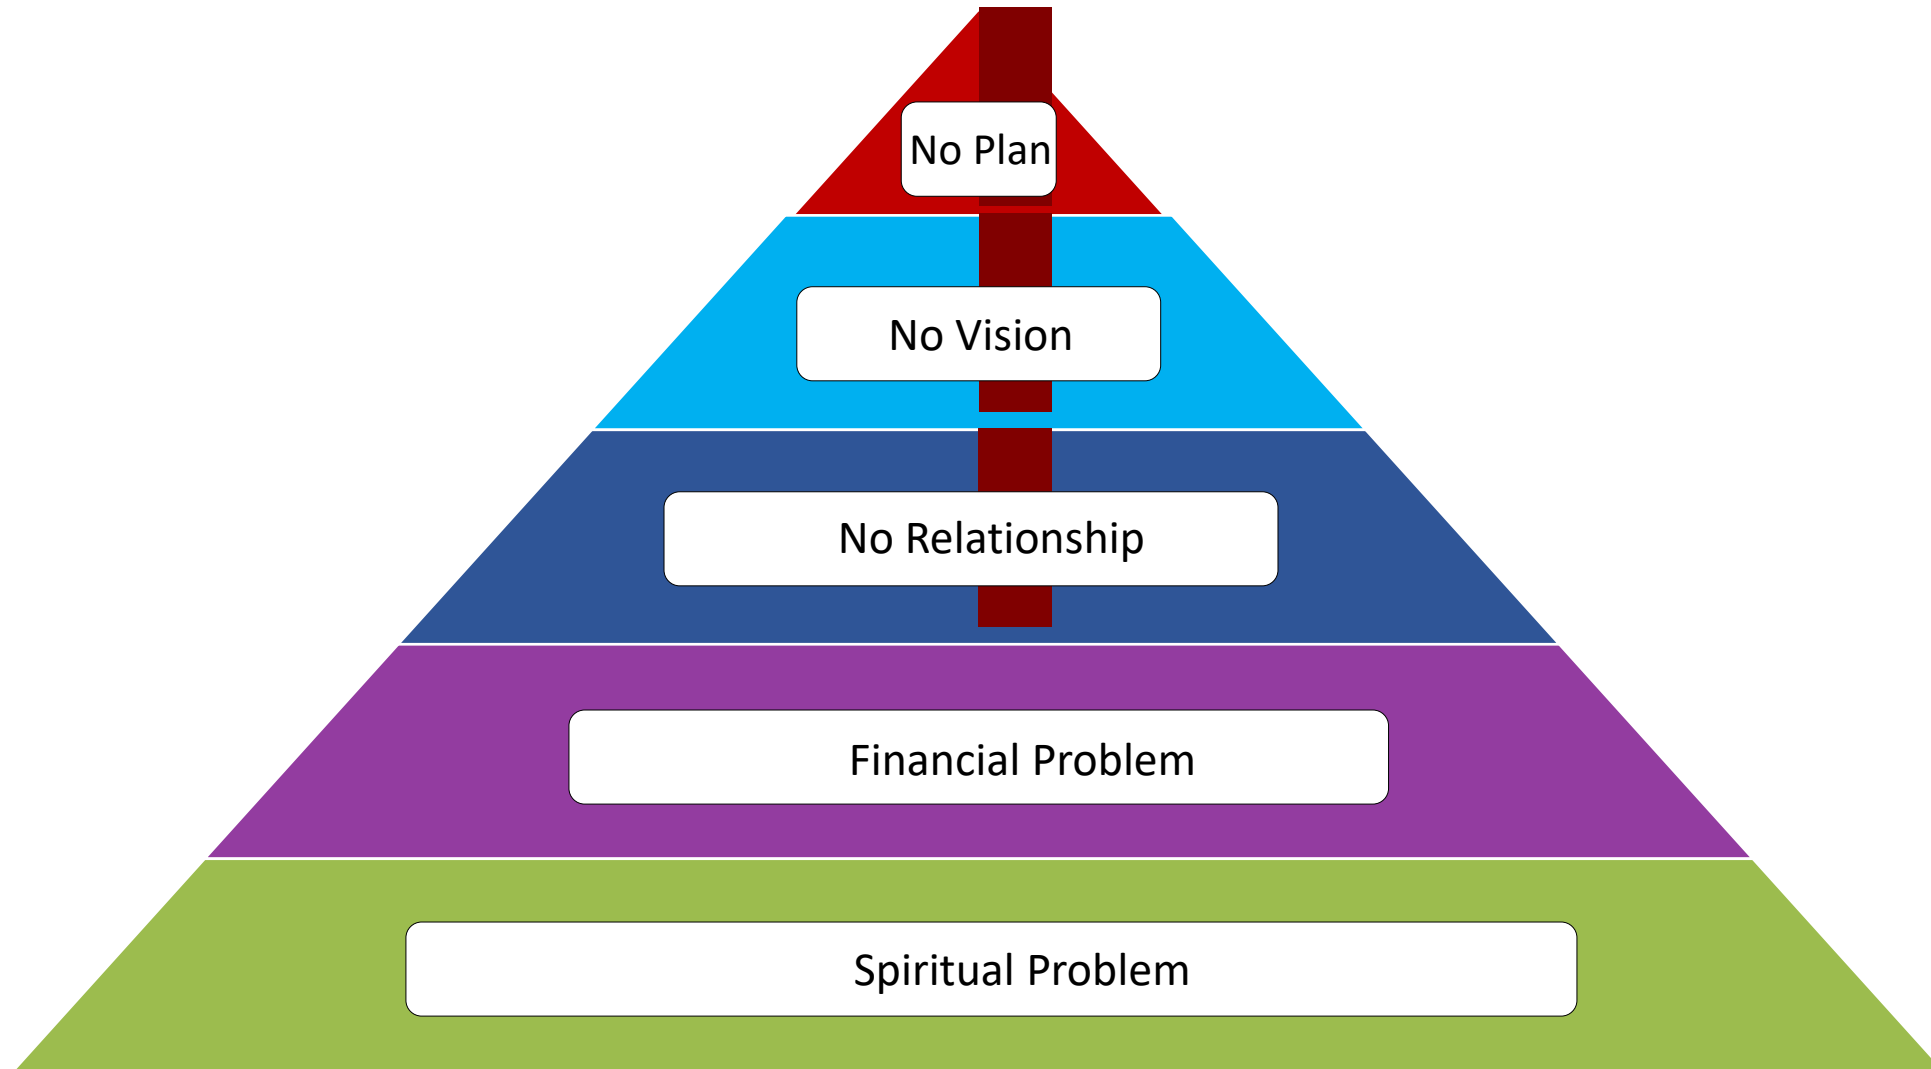 No Plan
No Vision
No Relationship
Financial Problem
Spiritual Problem